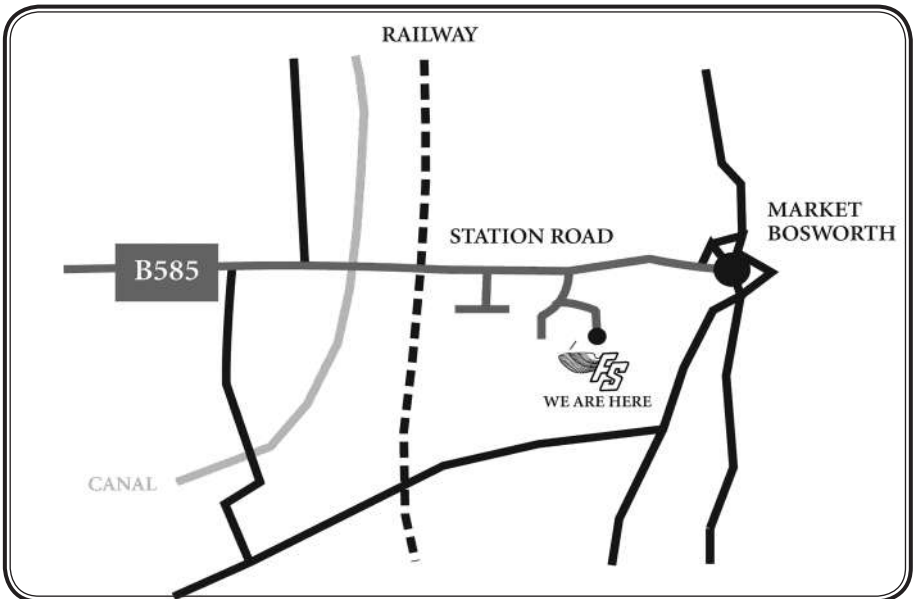 RAILWAY
STATION ROAD
MARKET
BOSWORTH
B585
FS
WE ARE HERE
CANAL